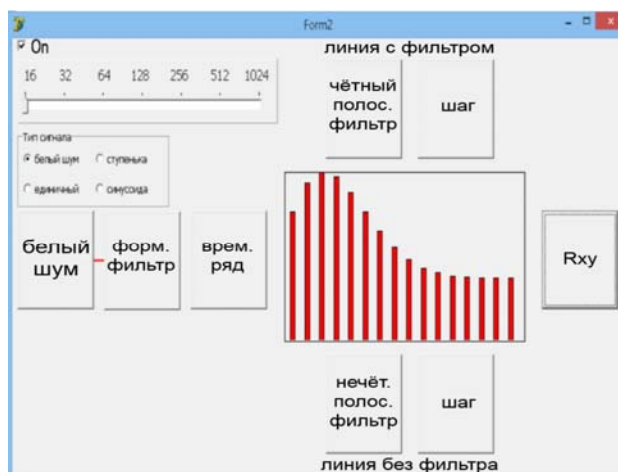 Form2
On
линия с фильтром
16 32 64 128 256 512 1024
чётный
полос.
фильтр
шаг
Тип сигнала
белый шум ступенька
единичный синусоида
белый
шум
форм.
фильтр
врем.
ряд
Rxy
нечёт.
полос.
фильтр
шаг
линия без фильтра